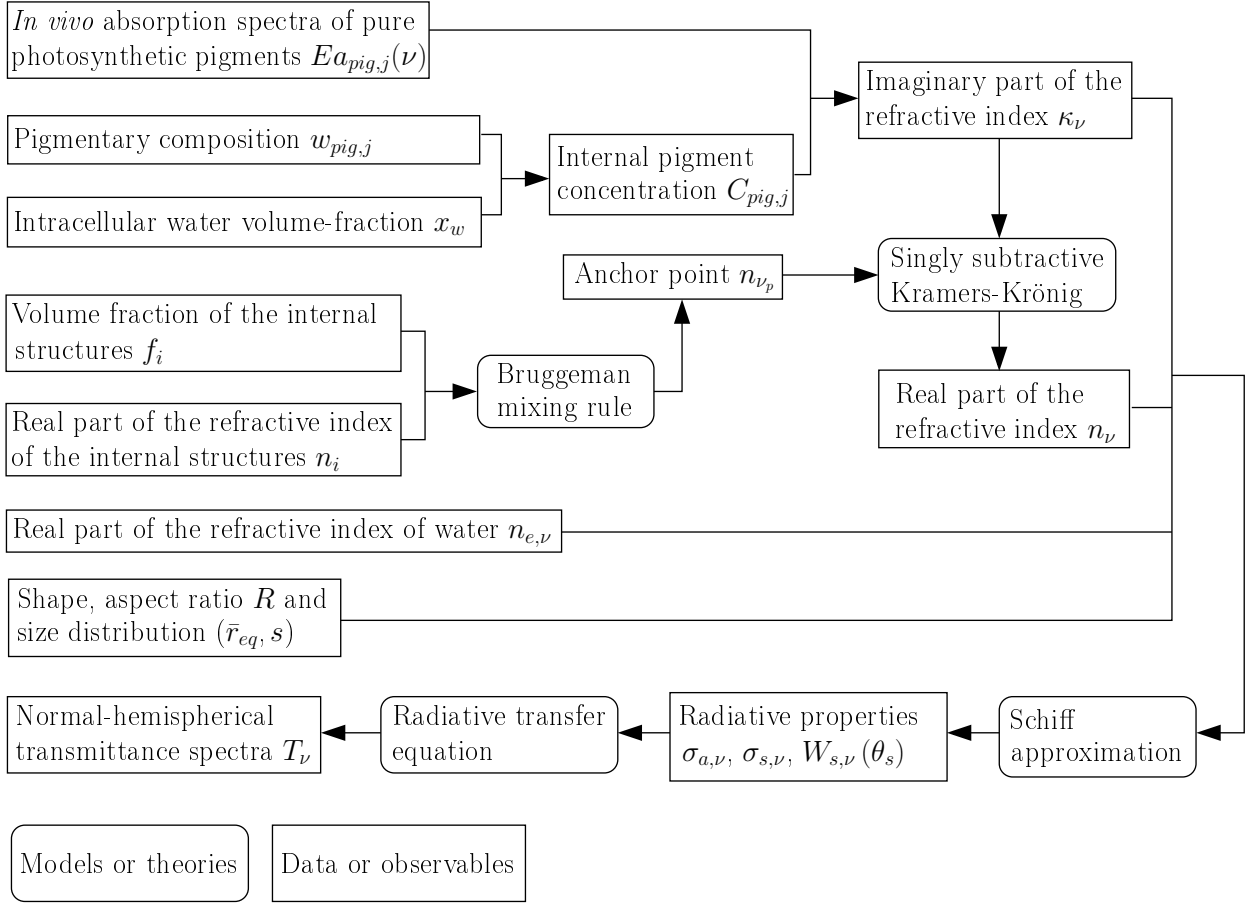 In vivo absorption spectra of pure
photosynthetic pigments Ea_{pig,j}(ν)
Pigmentary composition w_{pig,j}
Intracellular water volume-fraction x_w
Internal pigment
concentration C_{pig,j}
Imaginary part of the
refractive index κ_ν
Volume fraction of the internal
structures f_i
Real part of the refractive index
of the internal structures n_i
Bruggeman
mixing rule
Anchor point n_{ν_p}
Singly subtractive
Kramers-Krönig
Real part of the
refractive index n_ν
Real part of the refractive index of water n_{e,ν}
Shape, aspect ratio R and
size distribution (r̄_{eq}, s)
Schiff
approximation
Radiative properties
σ_{a,ν}, σ_{s,ν}, W_{s,ν}(θ_s)
Radiative transfer
equation
Normal-hemispherical
transmittance spectra T_ν
Models or theories
Data or observables